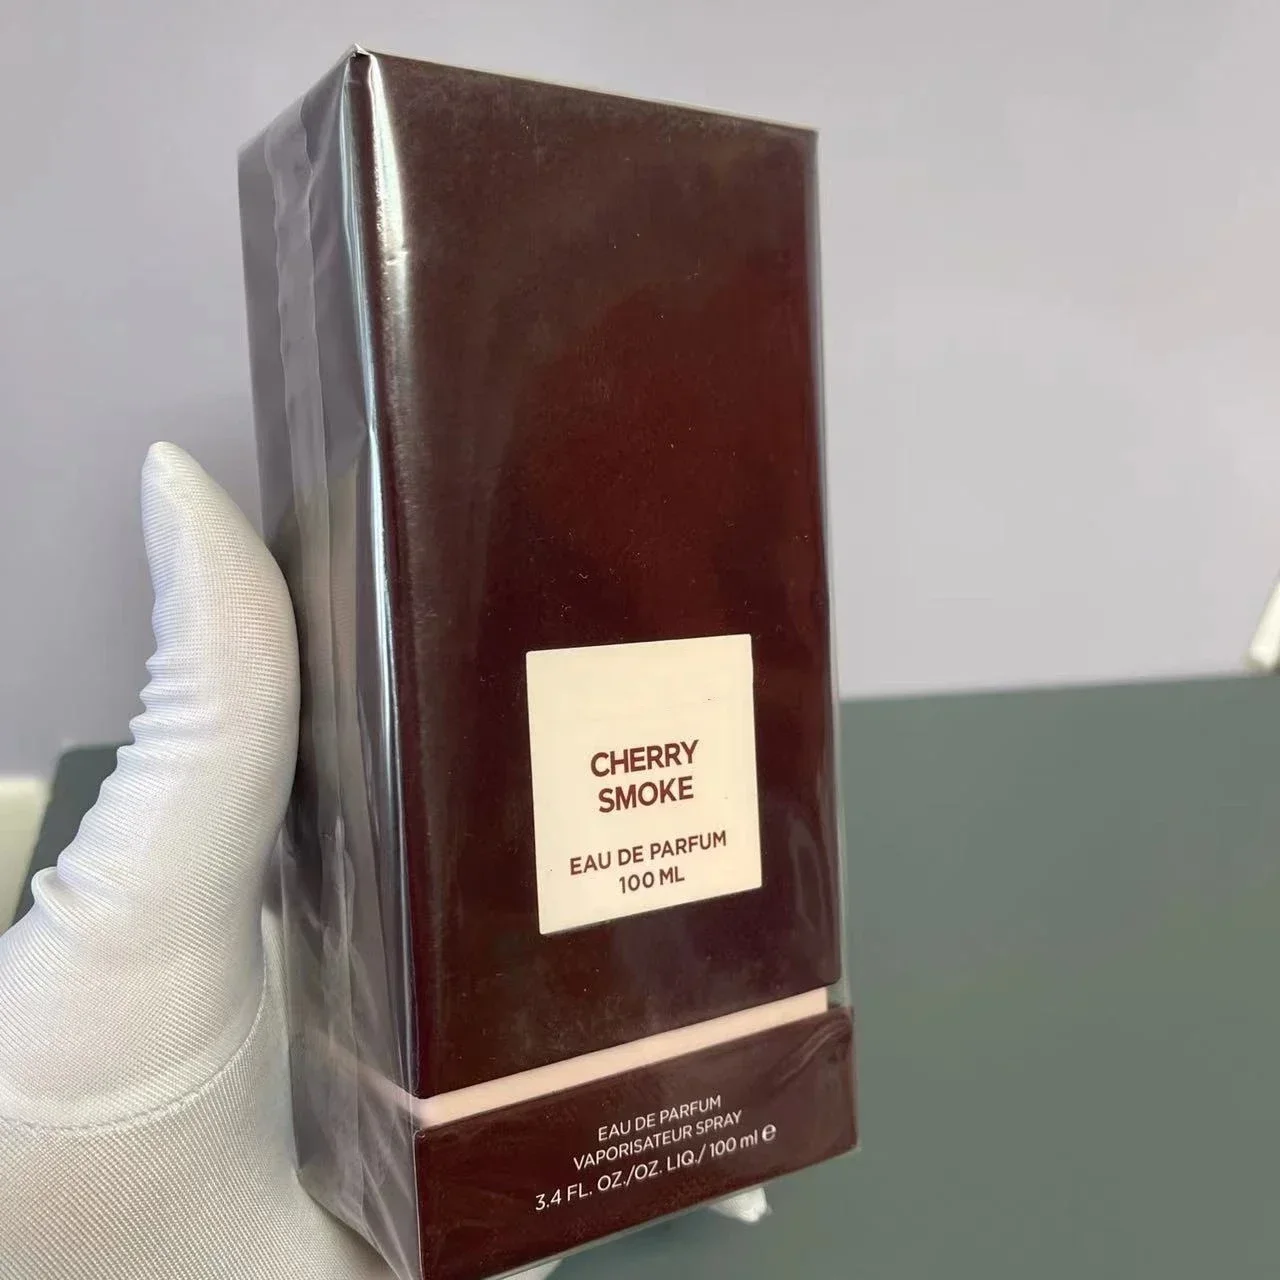 CHERRY
SMOKE
EAU DE PARFUM
100 ML
EAU DE PARFUM
VAPORISATEUR SPRAY
3.4 FL. OZ./OZ. LIQ./ 100 ml ℮